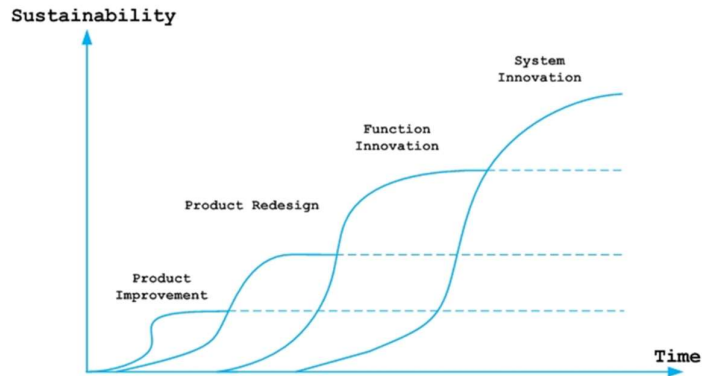 Sustainability
System
Innovation
Function
Innovation
Product Redesign
Product
Improvement
Time